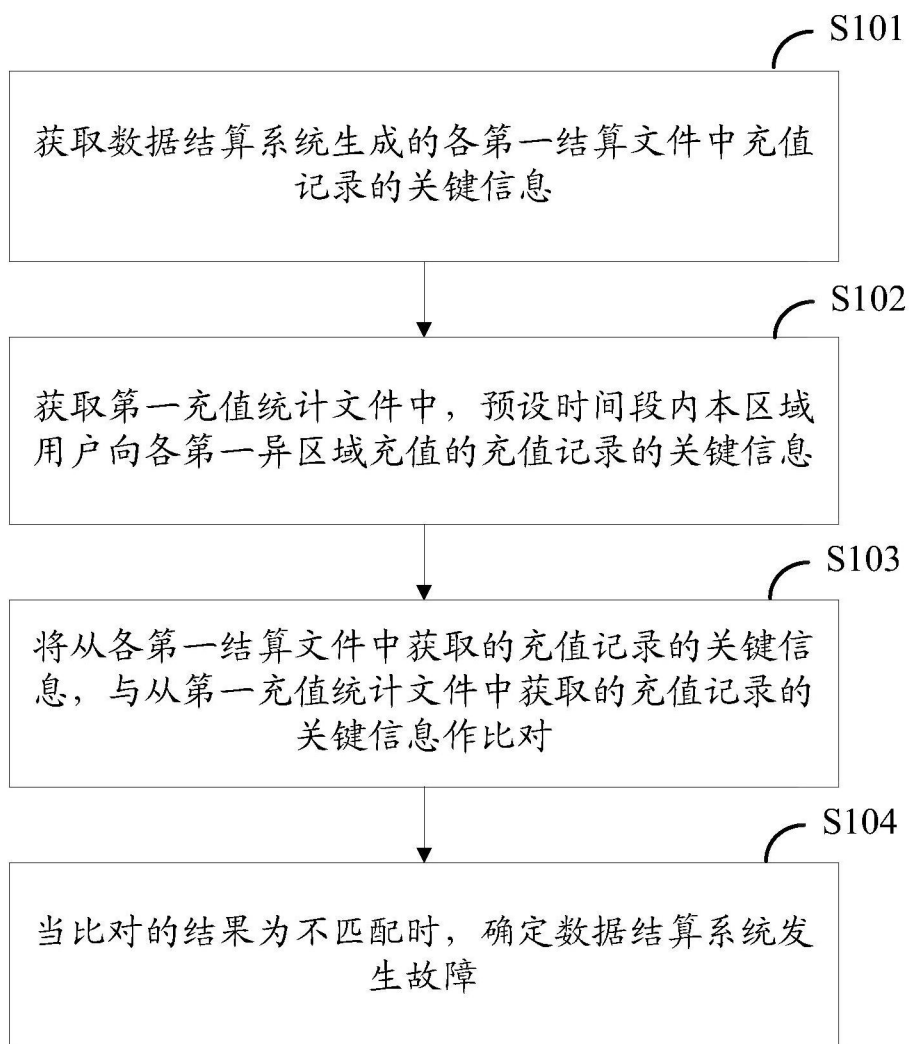 S101
获取数据结算系统生成的各第一结算文件中充值
记录的关键信息
S102
获取第一充值统计文件中，预设时间段内本区域
用户向各第一异区域充值的充值记录的关键信息
S103
将从各第一结算文件中获取的充值记录的关键信
息，与从第一充值统计文件中获取的充值记录的
关键信息作比对
S104
当比对的结果为不匹配时，确定数据结算系统发
生故障